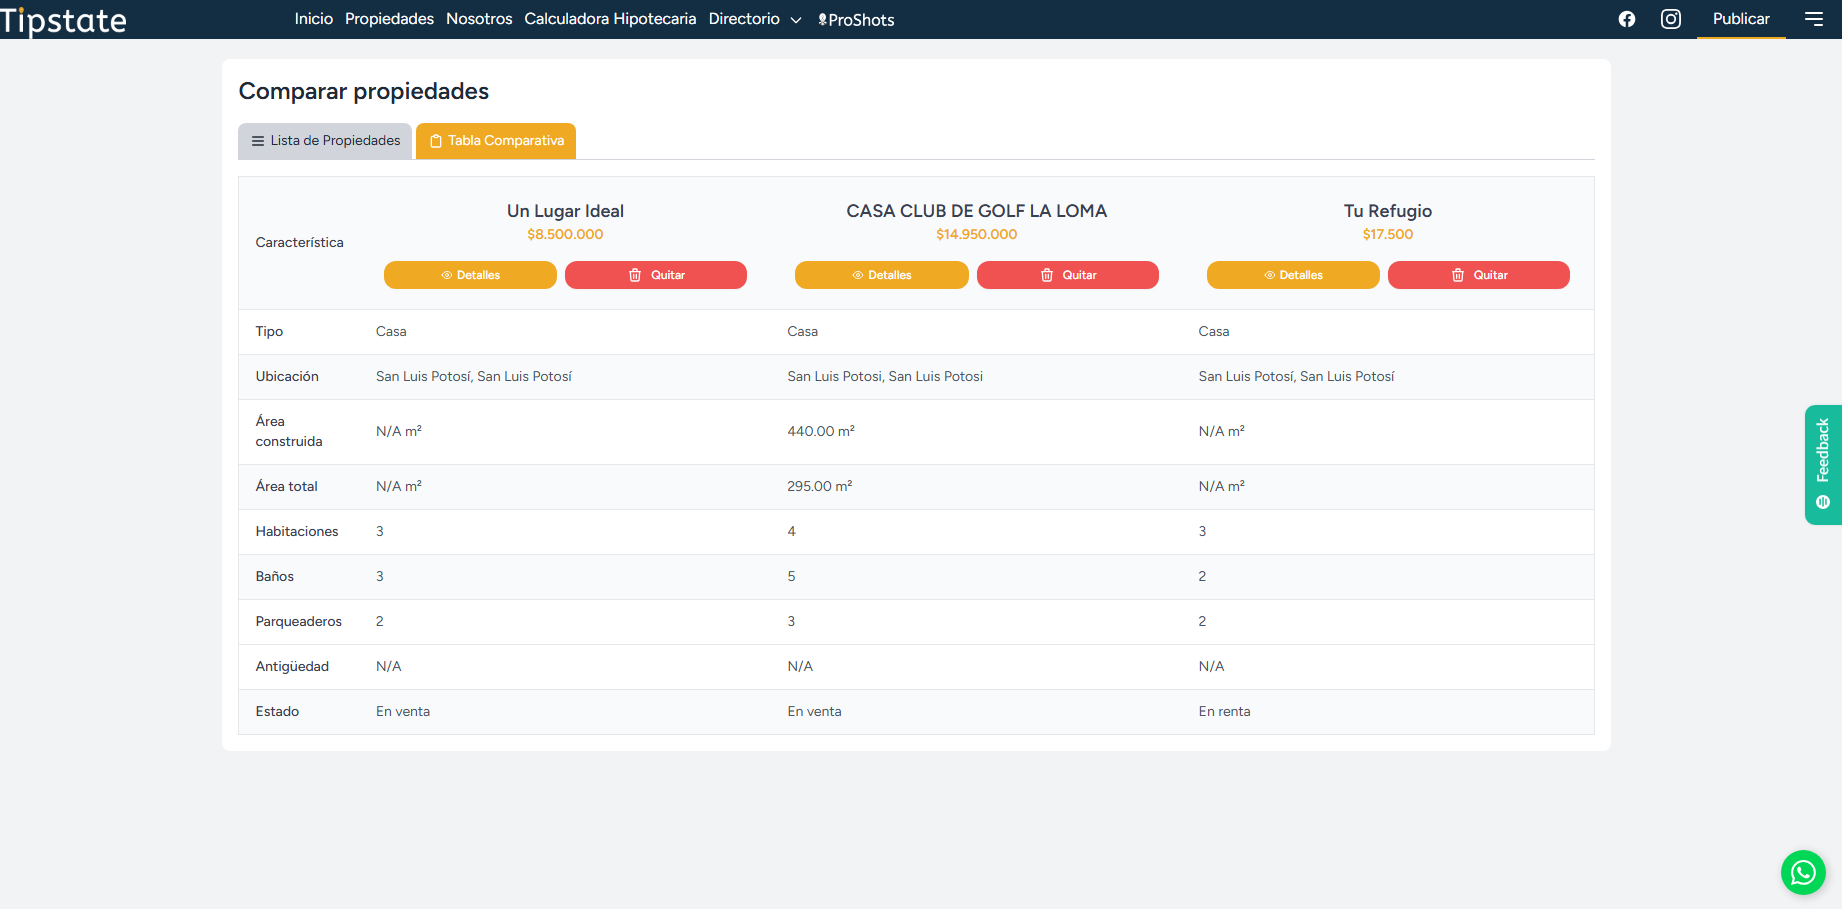 Tipstate
Inicio Propiedades Nosotros Calculadora Hipotecaria Directorio ProShots Publicar
Comparar propiedades
Lista de Propiedades Tabla Comparativa
Característica
Un Lugar Ideal
$8.500.000
Detalles Quitar
CASA CLUB DE GOLF LA LOMA
$14.950.000
Detalles Quitar
Tu Refugio
$17.500
Detalles Quitar
Tipo Casa Casa Casa
Ubicación San Luis Potosí, San Luis Potosí San Luis Potosi, San Luis Potosi San Luis Potosí, San Luis Potosí
Área
construida N/A m² 440.00 m² N/A m²
Área total N/A m² 295.00 m² N/A m²
Habitaciones 3 4 3
Baños 3 5 2
Parqueaderos 2 3 2
Antigüedad N/A N/A N/A
Estado En venta En venta En renta
Feedback